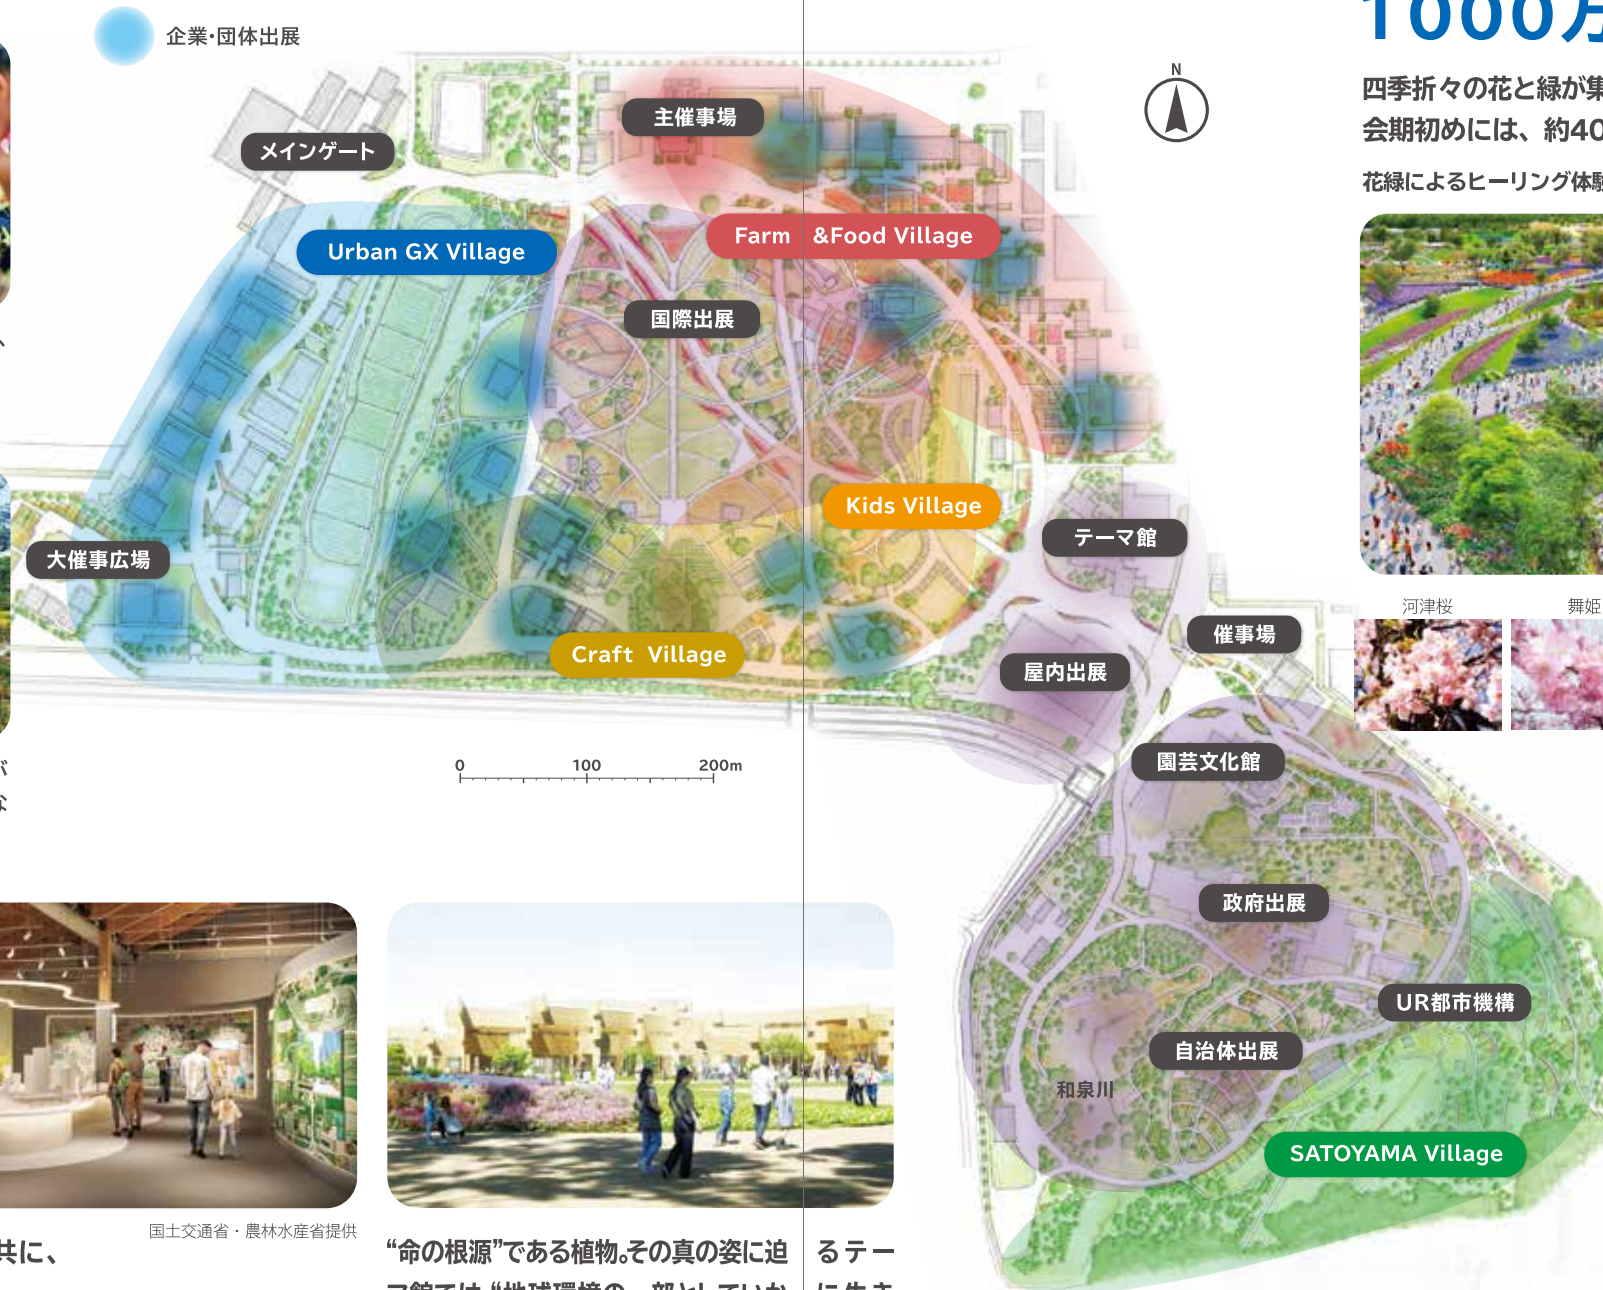 企業・団体出展
1000万
四季折々の花と緑が集
会期初めには、約40
花緑によるヒーリング体験
N
主催事場
メインゲート
Urban GX Village
Farm &Food Village
国際出展
Kids Village
テーマ館
大催事広場
河津桜
舞姫
催事場
Craft Village
屋内出展
が
な
0 100 200m
園芸文化館
政府出展
UR都市機構
自治体出展
和泉川
SATOYAMA Village
国土交通省・農林水産省提供
共に、
“命の根源”である植物。その真の姿に迫るテー